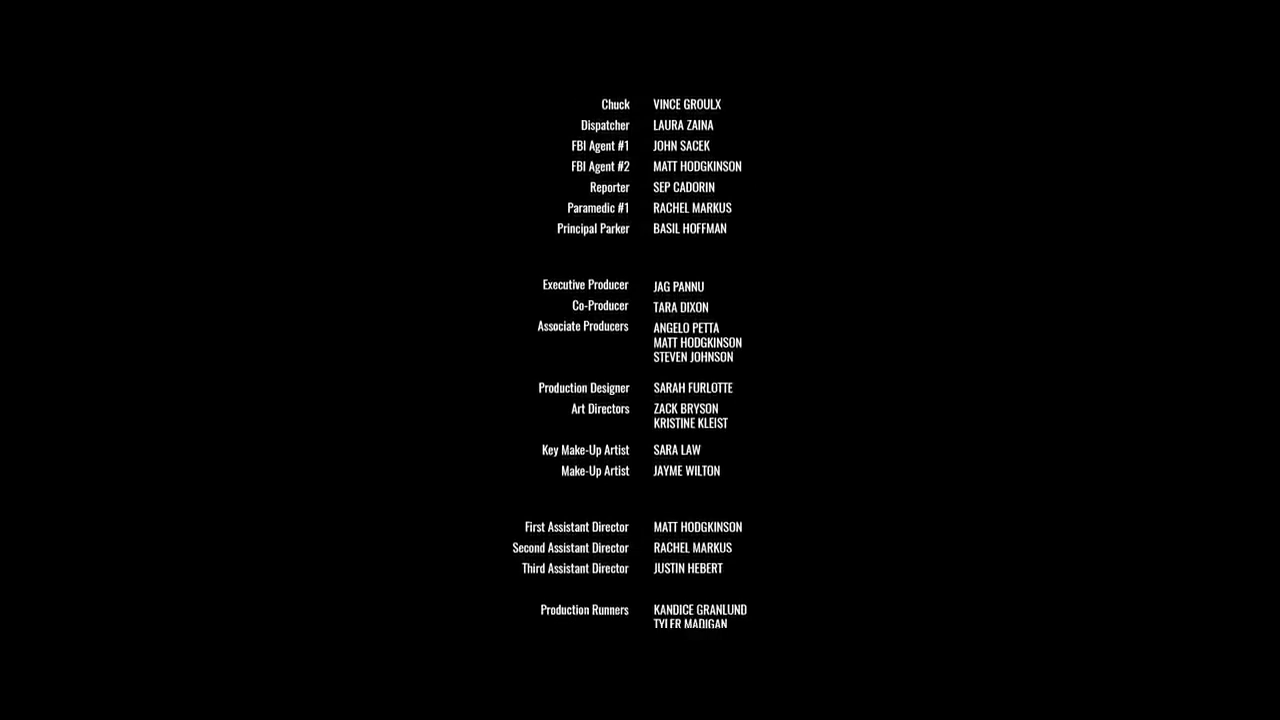 Chuck VINCE GROULX
Dispatcher LAURA ZAINA
FBI Agent #1 JOHN SACEK
FBI Agent #2 MATT HODGKINSON
Reporter SEP CADORIN
Paramedic #1 RACHEL MARKUS
Principal Parker BASIL HOFFMAN
Executive Producer JAG PANNU
Co-Producer TARA DIXON
Associate Producers ANGELO PETTA
MATT HODGKINSON
STEVEN JOHNSON
Production Designer SARAH FURLOTTE
Art Directors ZACK BRYSON
KRISTINE KLEIST
Key Make-Up Artist SARA LAW
Make-Up Artist JAYME WILTON
First Assistant Director MATT HODGKINSON
Second Assistant Director RACHEL MARKUS
Third Assistant Director JUSTIN HEBERT
Production Runners KANDICE GRANLUND
TYLER MADIGAN